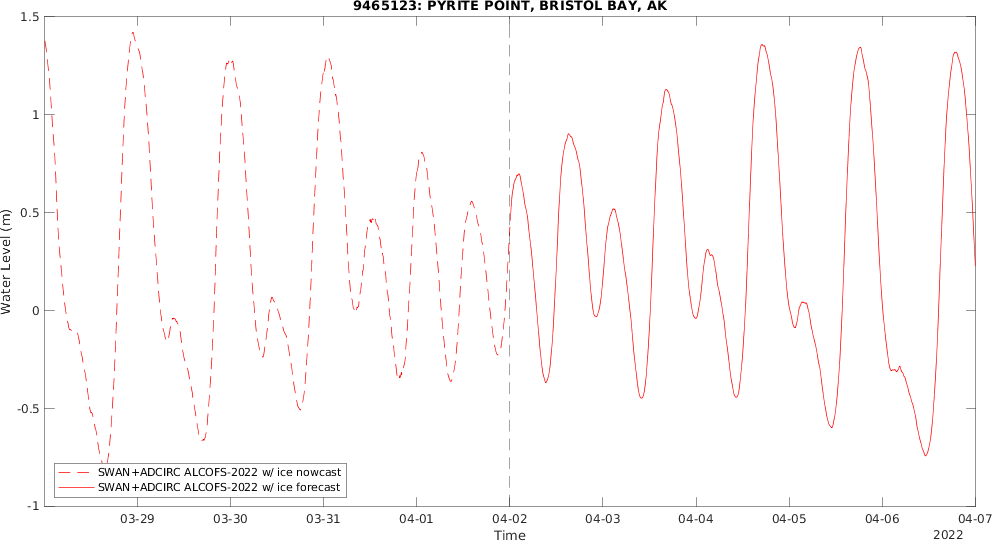 9465123: PYRITE POINT, BRISTOL BAY, AK
Water Level (m)
1.5
1
0.5
0
-0.5
-1
SWAN+ADCIRC ALCOFS-2022 w/ ice nowcast
SWAN+ADCIRC ALCOFS-2022 w/ ice forecast
03-29 03-30 03-31 04-01 04-02 04-03 04-04 04-05 04-06 04-07
Time
2022